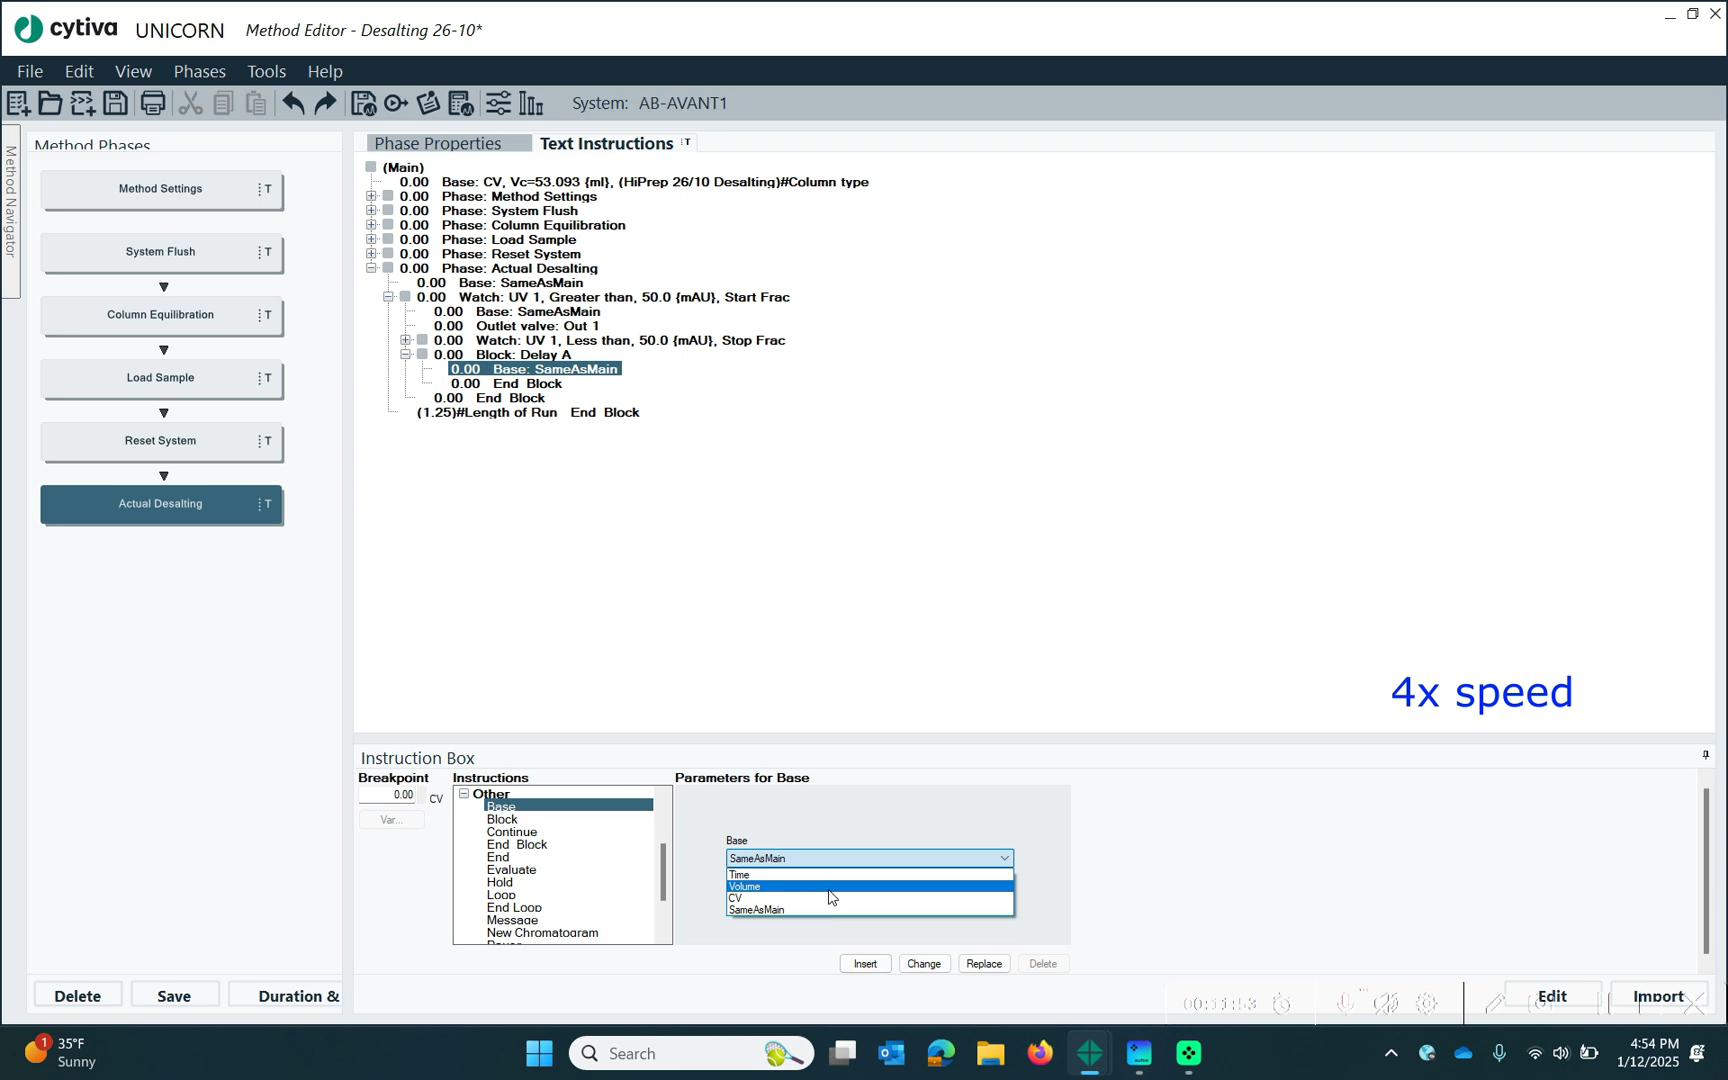 cytiva UNICORN Method Editor - Desalting 26-10*
File Edit View Phases Tools Help
System: AB-AVANT1
Method Navigator
Method Phases
Method Settings T
System Flush T
Column Equilibration T
Load Sample T
Reset System T
Actual Desalting T
Delete Save Duration &
Phase Properties Text Instructions T
(Main)
0.00 Base: CV, Vc=53.093 {ml}, (HiPrep 26/10 Desalting)#Column type
0.00 Phase: Method Settings
0.00 Phase: System Flush
0.00 Phase: Column Equilibration
0.00 Phase: Load Sample
0.00 Phase: Reset System
0.00 Phase: Actual Desalting
0.00 Base: SameAsMain
0.00 Watch: UV 1, Greater than, 50.0 {mAU}, Start Frac
0.00 Base: SameAsMain
0.00 Outlet valve: Out 1
0.00 Watch: UV 1, Less than, 50.0 {mAU}, Stop Frac
0.00 Block: Delay A
0.00 Base: SameAsMain
0.00 End Block
0.00 End Block
(1.25)#Length of Run End Block
4x speed
Instruction Box
Breakpoint Instructions Parameters for Base
0.00 CV
Var...
Other
Base
Block
Continue
End Block
End
Evaluate
Hold
Loop
End Loop
Message
New Chromatogram
Base
SameAsMain
Time
Volume
CV
SameAsMain
Insert Change Replace Delete
00:11:53
Edit Import
1
35°F
Sunny
Search
4:54 PM
1/12/2025